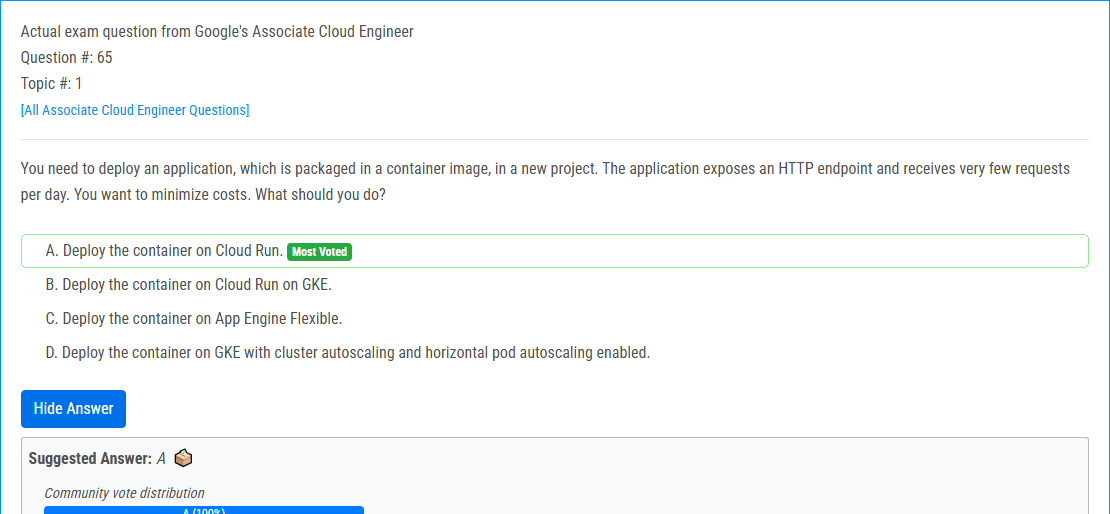 Actual exam question from Google's Associate Cloud Engineer
Question #: 65
Topic #: 1
[All Associate Cloud Engineer Questions]
You need to deploy an application, which is packaged in a container image, in a new project. The application exposes an HTTP endpoint and receives very few requests
per day. You want to minimize costs. What should you do?
A. Deploy the container on Cloud Run. Most Voted
B. Deploy the container on Cloud Run on GKE.
C. Deploy the container on App Engine Flexible.
D. Deploy the container on GKE with cluster autoscaling and horizontal pod autoscaling enabled.
Hide Answer
Suggested Answer: A
Community vote distribution
A (100%)